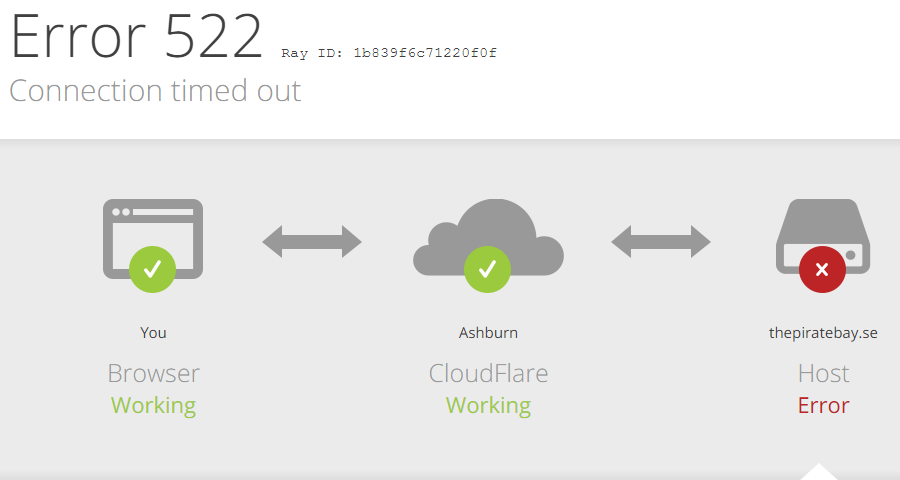 Error 522 Ray ID: 1b839f6c71220f0f
Connection timed out
You Ashburn thepiratebay.se
Browser CloudFlare Host
Working Working Error